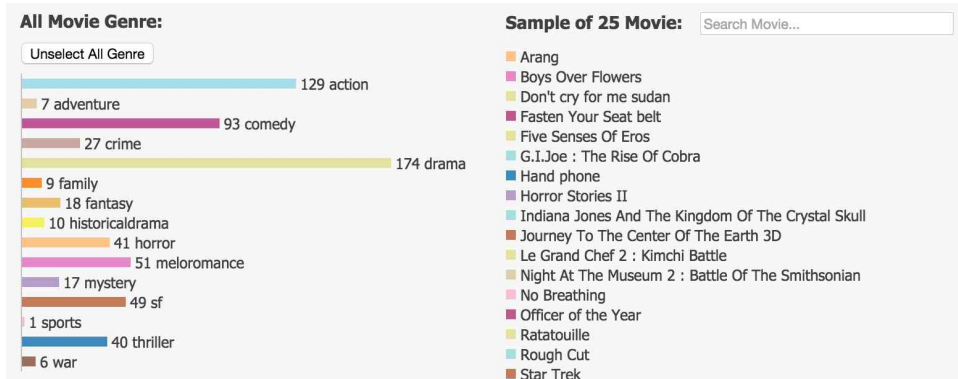 All Movie Genre:
Unselect All Genre
129 action
7 adventure
93 comedy
27 crime
174 drama
9 family
18 fantasy
10 historicaldrama
41 horror
51 meloromance
17 mystery
49 sf
1 sports
40 thriller
6 war
Sample of 25 Movie:
Search Movie...
Arang
Boys Over Flowers
Don't cry for me sudan
Fasten Your Seat belt
Five Senses Of Eros
G.I.Joe : The Rise Of Cobra
Hand phone
Horror Stories II
Indiana Jones And The Kingdom Of The Crystal Skull
Journey To The Center Of The Earth 3D
Le Grand Chef 2 : Kimchi Battle
Night At The Museum 2 : Battle Of The Smithsonian
No Breathing
Officer of the Year
Ratatouille
Rough Cut
Star Trek